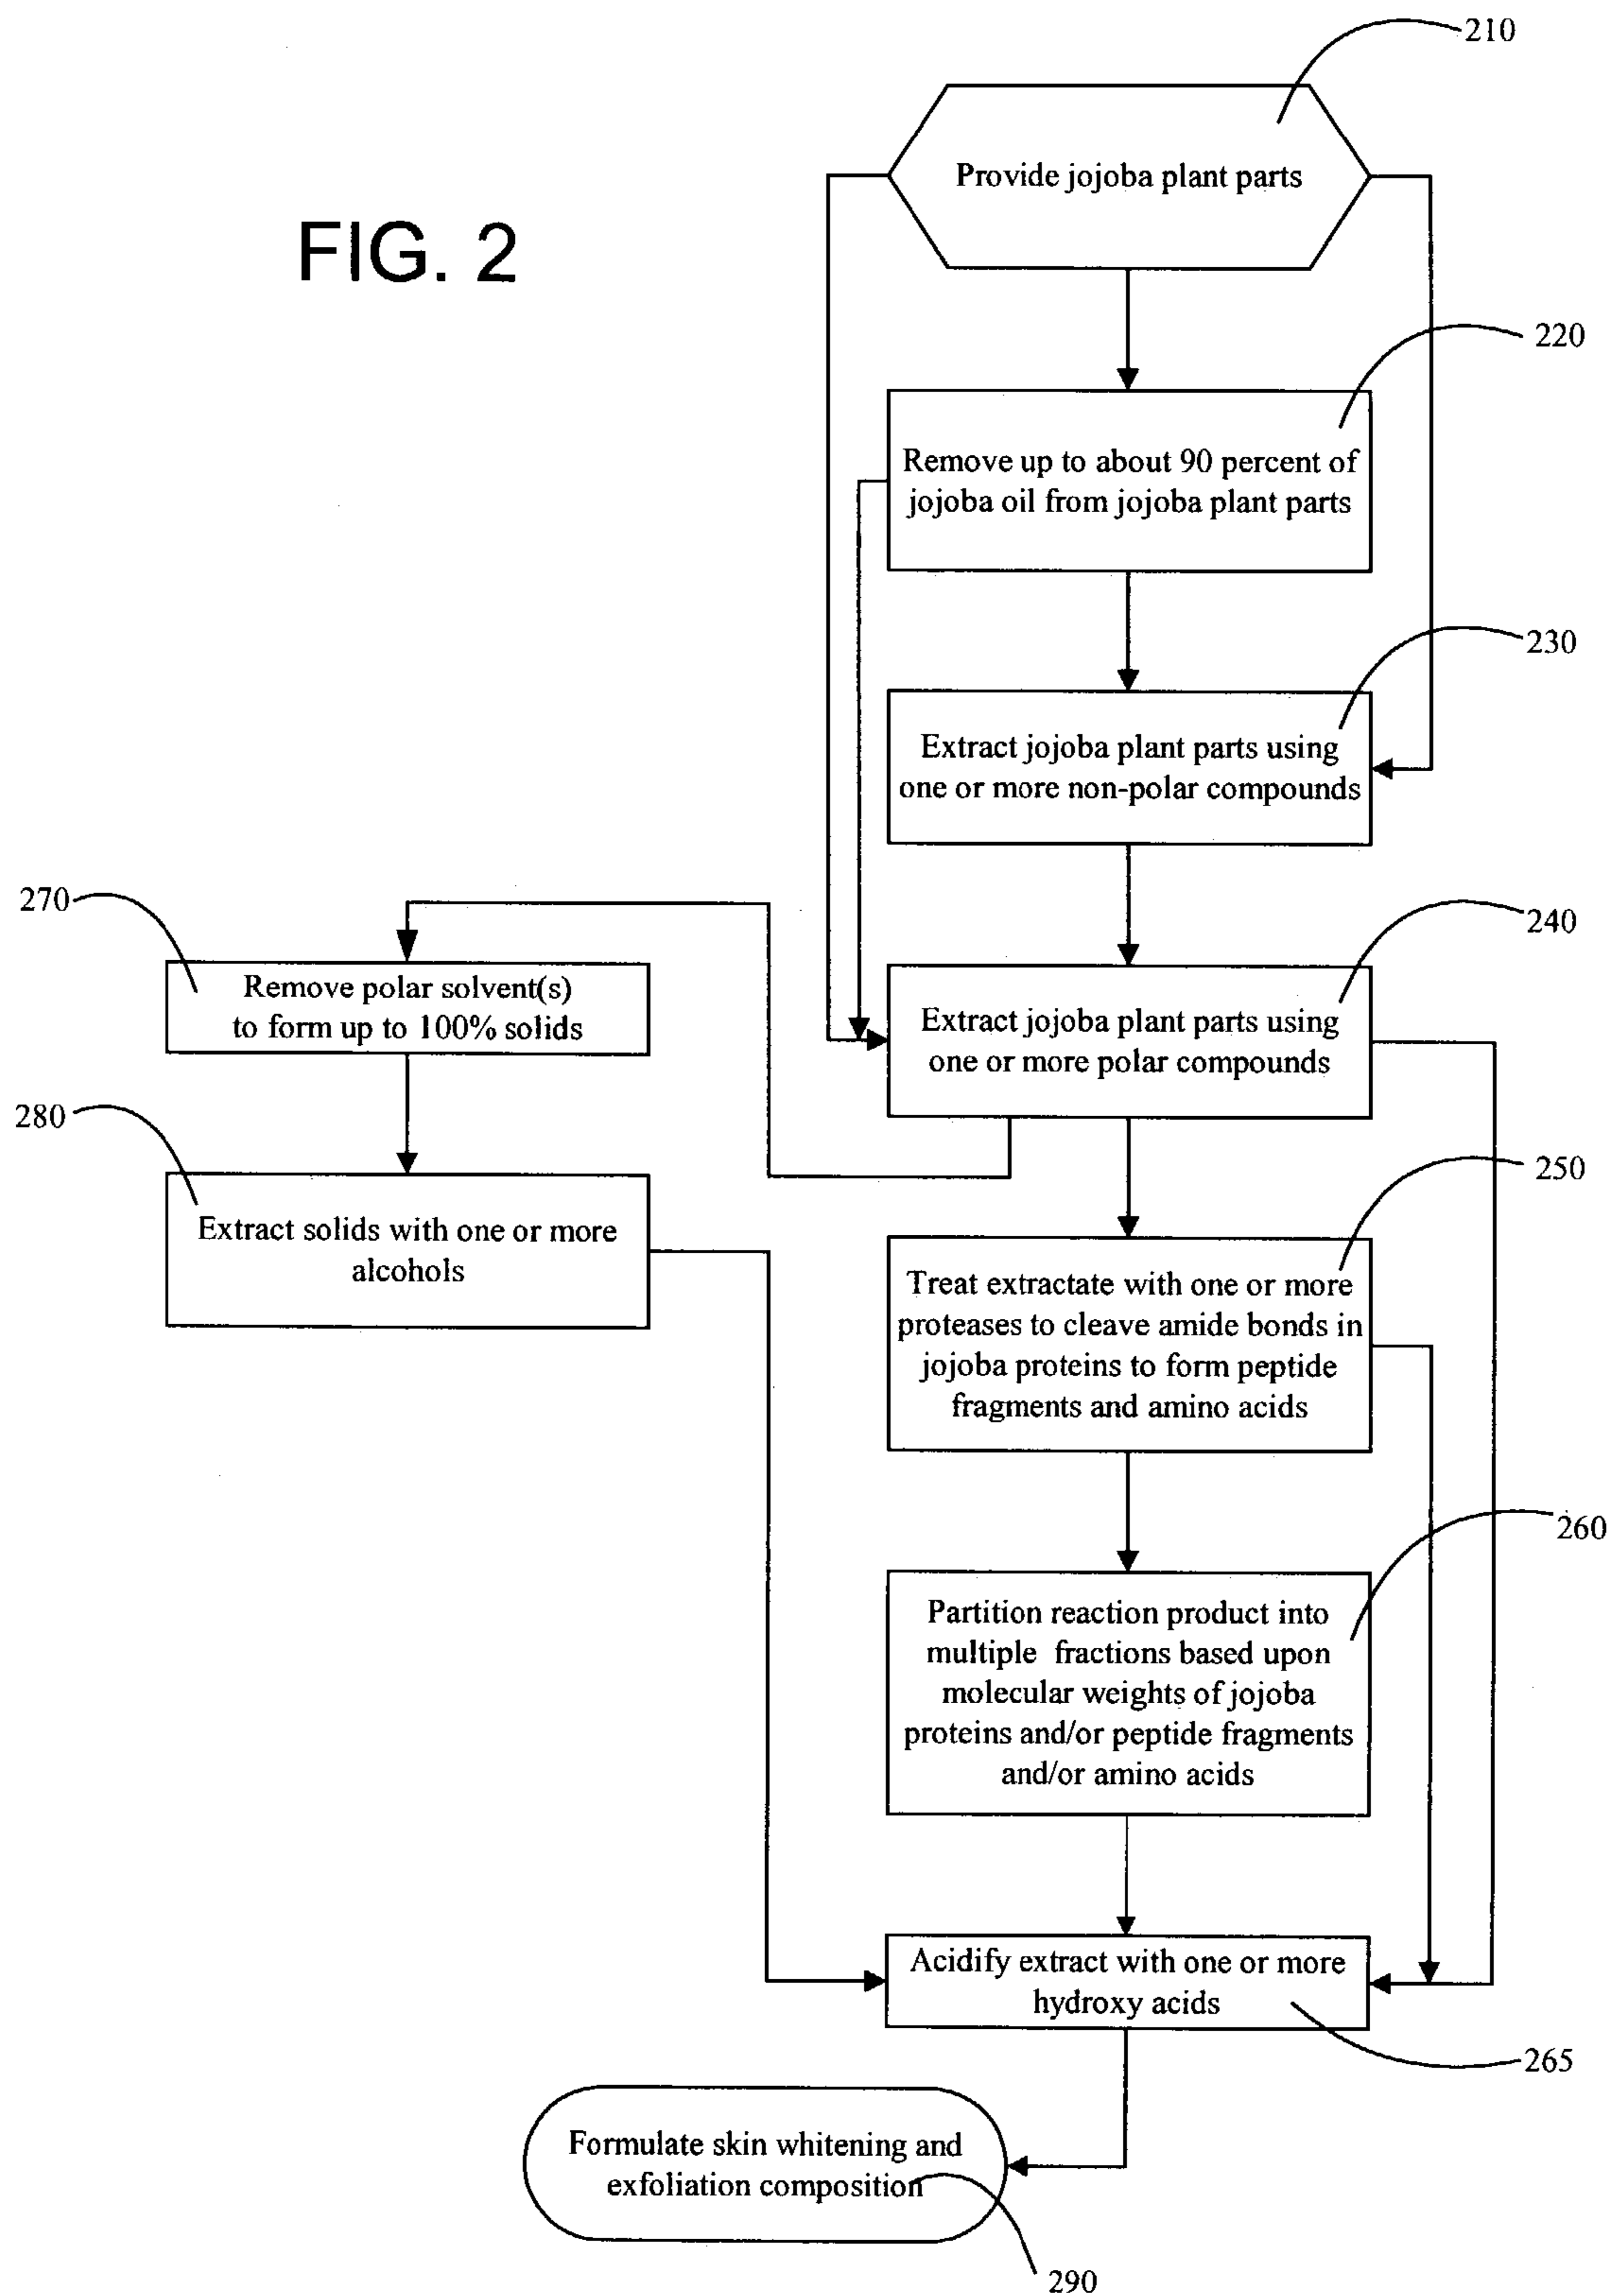 210
Provide jojoba plant parts
FIG. 2
220
Remove up to about 90 percent of
jojoba oil from jojoba plant parts
230
Extract jojoba plant parts using
one or more non-polar compounds
270
240
Remove polar solvent(s)
to form up to 100% solids
Extract jojoba plant parts using
one or more polar compounds
280
250
Extract solids with one or more
alcohols
Treat extractate with one or more
proteases to cleave amide bonds in
jojoba proteins to form peptide
fragments and amino acids
260
Partition reaction product into
multiple fractions based upon
molecular weights of jojoba
proteins and/or peptide fragments
and/or amino acids
Acidify extract with one or more
hydroxy acids
265
Formulate skin whitening and
exfoliation composition
290